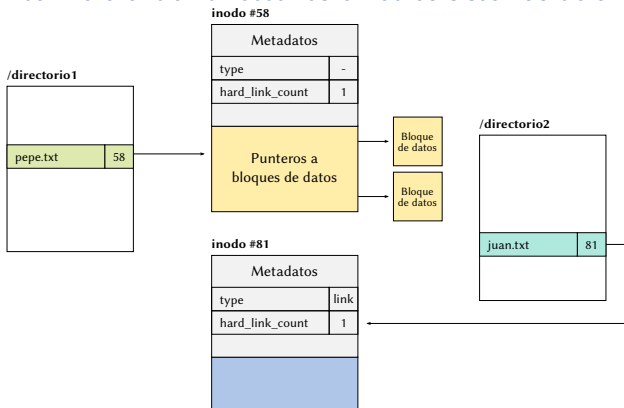 inodo #58
Metadatos
type -
hard_link_count 1
Punteros a
bloques de datos
/directorio1
pepe.txt 58
Bloque
de datos
Bloque
de datos
/directorio2
juan.txt 81
inodo #81
Metadatos
type link
hard_link_count 1